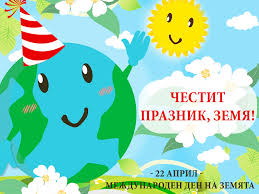 ЧЕСТИТ
ПРАЗНИК, ЗЕМЯ!
- 22 АПРИЛ -
МЕЖДУНАРОДЕН ДЕН НА ЗЕМЯТА